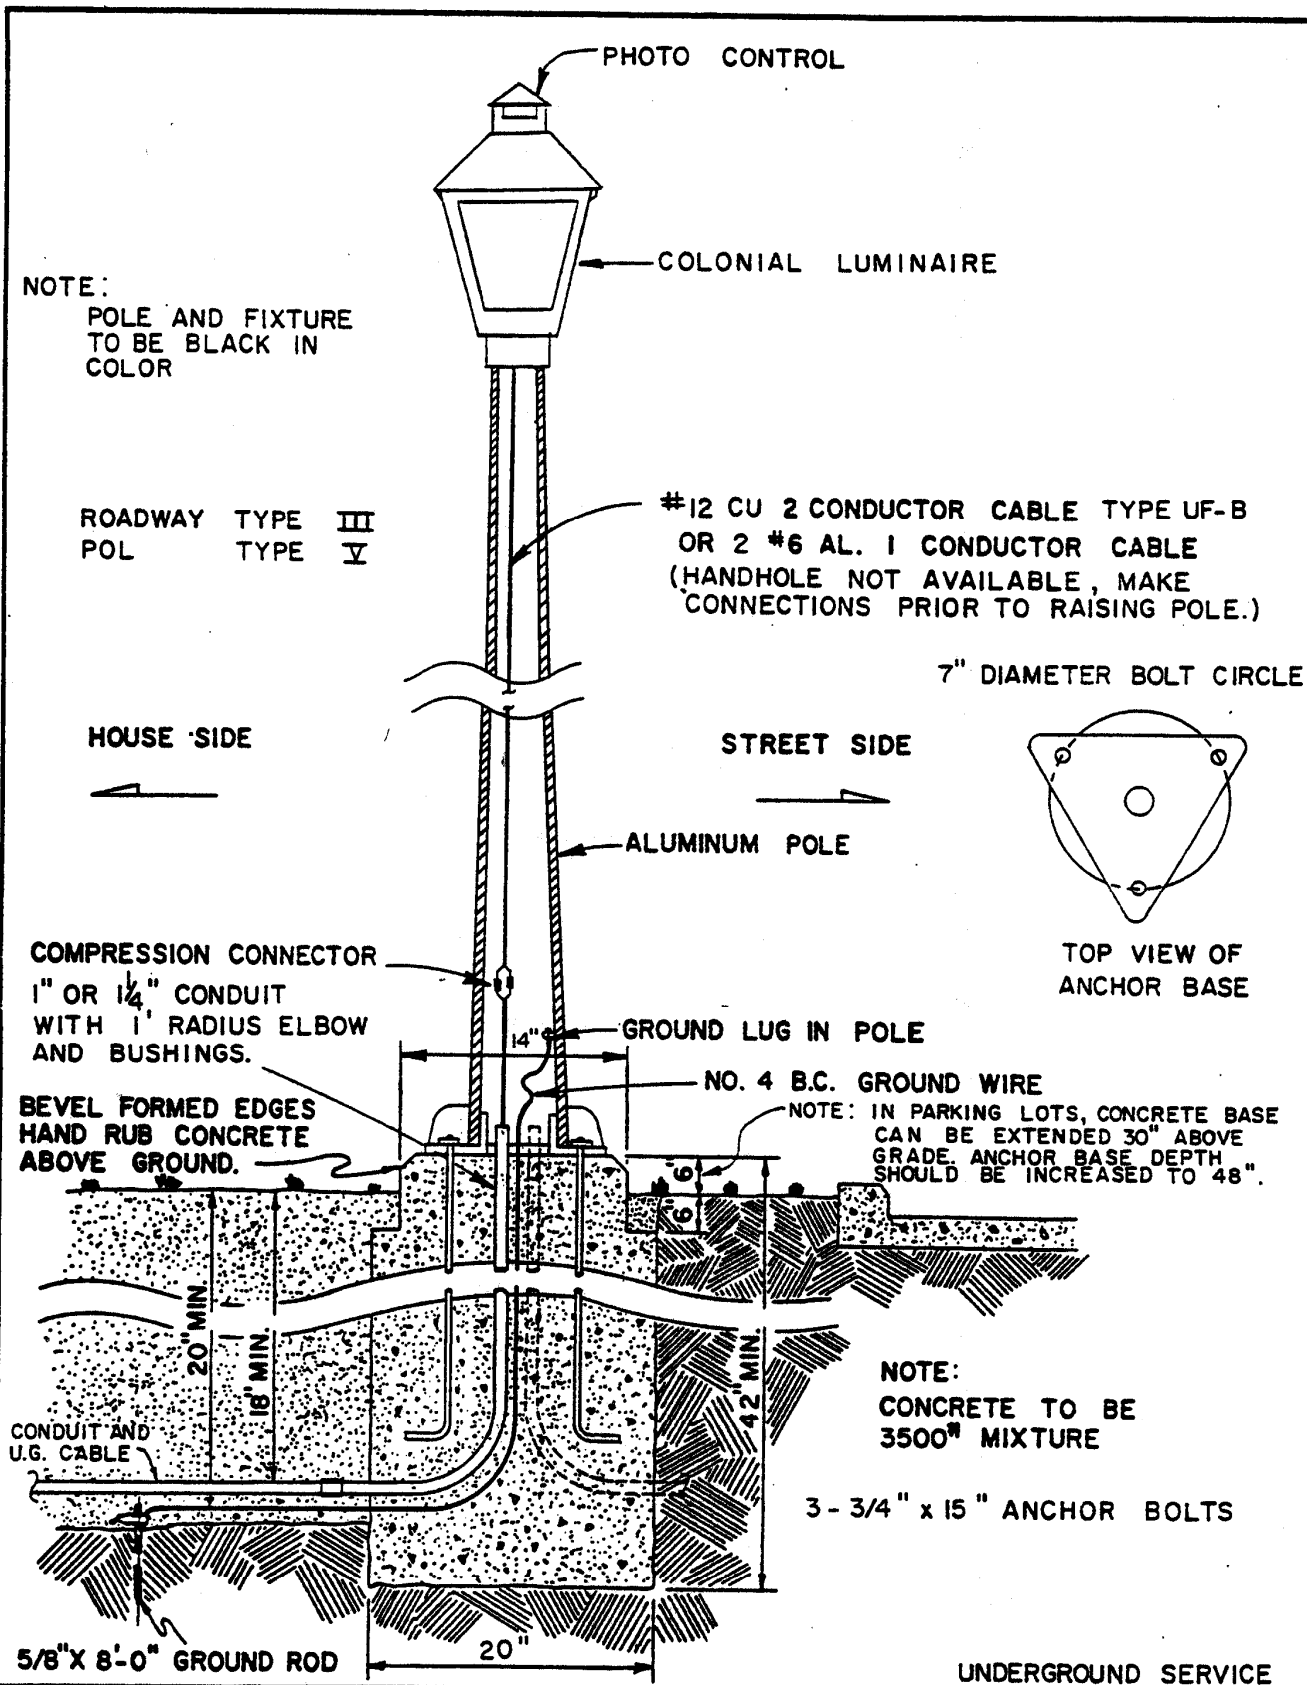 PHOTO CONTROL
COLONIAL LUMINAIRE
NOTE:
POLE AND FIXTURE
TO BE BLACK IN
COLOR
ROADWAY TYPE III
POL TYPE V
#12 CU 2 CONDUCTOR CABLE TYPE UF-B
OR 2 #6 AL. 1 CONDUCTOR CABLE
(HANDHOLE NOT AVAILABLE, MAKE
CONNECTIONS PRIOR TO RAISING POLE.)
7" DIAMETER BOLT CIRCLE
HOUSE SIDE
STREET SIDE
ALUMINUM POLE
TOP VIEW OF
ANCHOR BASE
COMPRESSION CONNECTOR
1" OR 1¼" CONDUIT
WITH 1' RADIUS ELBOW
AND BUSHINGS.
14"
GROUND LUG IN POLE
NO. 4 B.C. GROUND WIRE
BEVEL FORMED EDGES
HAND RUB CONCRETE
ABOVE GROUND.
NOTE: IN PARKING LOTS, CONCRETE BASE
CAN BE EXTENDED 30" ABOVE
GRADE. ANCHOR BASE DEPTH
SHOULD BE INCREASED TO 48".
6"
6"
20" MIN.
18" MIN.
42" MIN.
CONDUIT AND
U.G. CABLE
NOTE:
CONCRETE TO BE
3500# MIXTURE
3 - 3/4" x 15" ANCHOR BOLTS
5/8" X 8'-0" GROUND ROD
20"
UNDERGROUND SERVICE